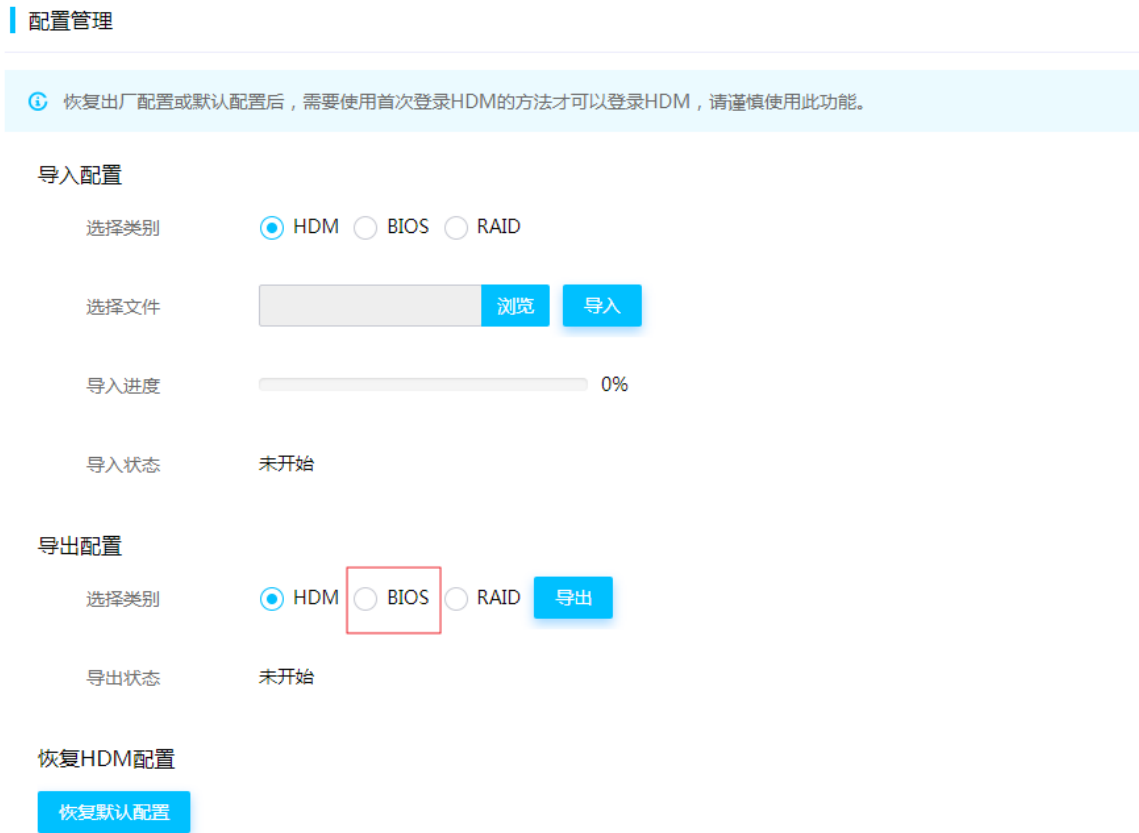 配置管理
恢复出厂配置或默认配置后，需要使用首次登录HDM的方法才可以登录HDM，请谨慎使用此功能。
导入配置
选择类别 HDM BIOS RAID
选择文件 浏览 导入
导入进度 0%
导入状态 未开始
导出配置
选择类别 HDM BIOS RAID 导出
导出状态 未开始
恢复HDM配置
恢复默认配置